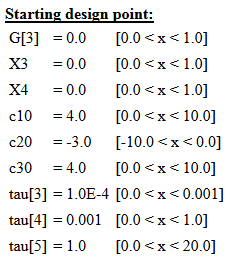 Starting design point:
G[3] = 0.0 [0.0 < x < 1.0]
X3 = 0.0 [0.0 < x < 1.0]
X4 = 0.0 [0.0 < x < 1.0]
c10 = 4.0 [0.0 < x < 10.0]
c20 = -3.0 [-10.0 < x < 0.0]
c30 = 4.0 [0.0 < x < 10.0]
tau[3] = 1.0E-4 [0.0 < x < 0.001]
tau[4] = 0.001 [0.0 < x < 1.0]
tau[5] = 1.0 [0.0 < x < 20.0]